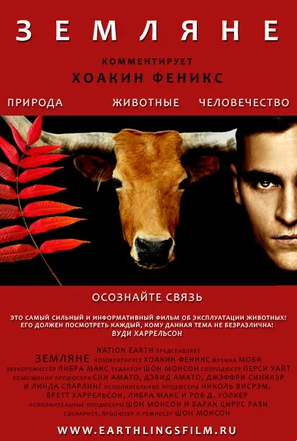 ЗЕМЛЯНЕ
КОММЕНТИРУЕТ
ХОАКИН ФЕНИКС
ПРИРОДА ЖИВОТНЫЕ ЧЕЛОВЕЧЕСТВО
ОСОЗНАЙТЕ СВЯЗЬ
ЭТО САМЫЙ СИЛЬНЫЙ И ИНФОРМАТИВНЫЙ ФИЛЬМ ОБ ЭКСПЛУАТАЦИИ ЖИВОТНЫХ!
ЕГО ДОЛЖЕН ПОСМОТРЕТЬ КАЖДЫЙ, КОМУ ДАННАЯ ТЕМА НЕ БЕЗРАЗЛИЧНА!
ВУДИ ХАРРЕЛЬСОН
NATION EARTH ПРЕДСТАВЛЯЕТ
ЗЕМЛЯНЕ КОММЕНТИРУЕТ ХОАКИН ФЕНИКС МУЗЫКА МОБИ
ЗВУКОРЕЖИССЕР ЛИБРА МАКС РЕДАКТОР ШОН МОНСОН СОПРОДЮСЕР ПЕРСИ УАЙТ
ПОМОЩНИКИ ПРОДЮСЕРА СИН АМАТО, ДЭВИД АМАТО, ДЖЭФФРИ СИНКЛЭР
И ЛИНДА СПАРЛИНГ ИСПОЛНИТЕЛЬНЫЕ ПРОДЮСЕРЫ НИКОЛЬ ВИСРЭМ,
БРЕТТ ХАРРЕЛЬСОН, ЛИБРА МАКС И РОБ Д. УОЛКЕР
ИСПОЛНИТЕЛЬНЫЕ ПРОДЮСЕРЫ ШОН МОНСОН И БАРАК ЦИРУС РАЗИ
СЦЕНАРИСТ, ПРОДЮСЕР И РЕЖИССЕР ШОН МОНСОН
WWW.EARTHLINGSFILM.RU